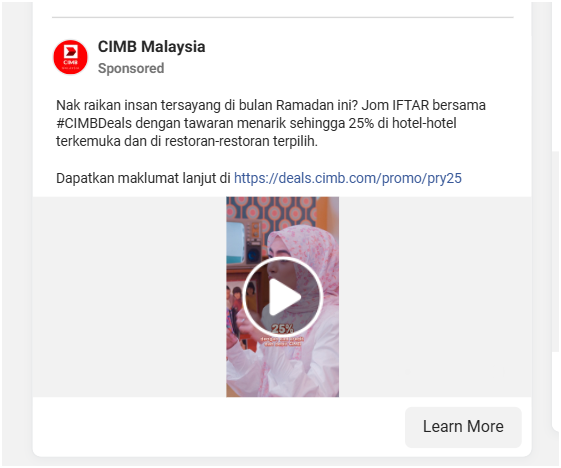 CIMB Malaysia
Sponsored
CIMB
Nak raikan insan tersayang di bulan Ramadan ini? Jom IFTAR bersama
#CIMBDeals dengan tawaran menarik sehingga 25% di hotel-hotel
terkemuka dan di restoran-restoran terpilih.
Dapatkan maklumat lanjut di https://deals.cimb.com/promo/pry25
25%
Learn More